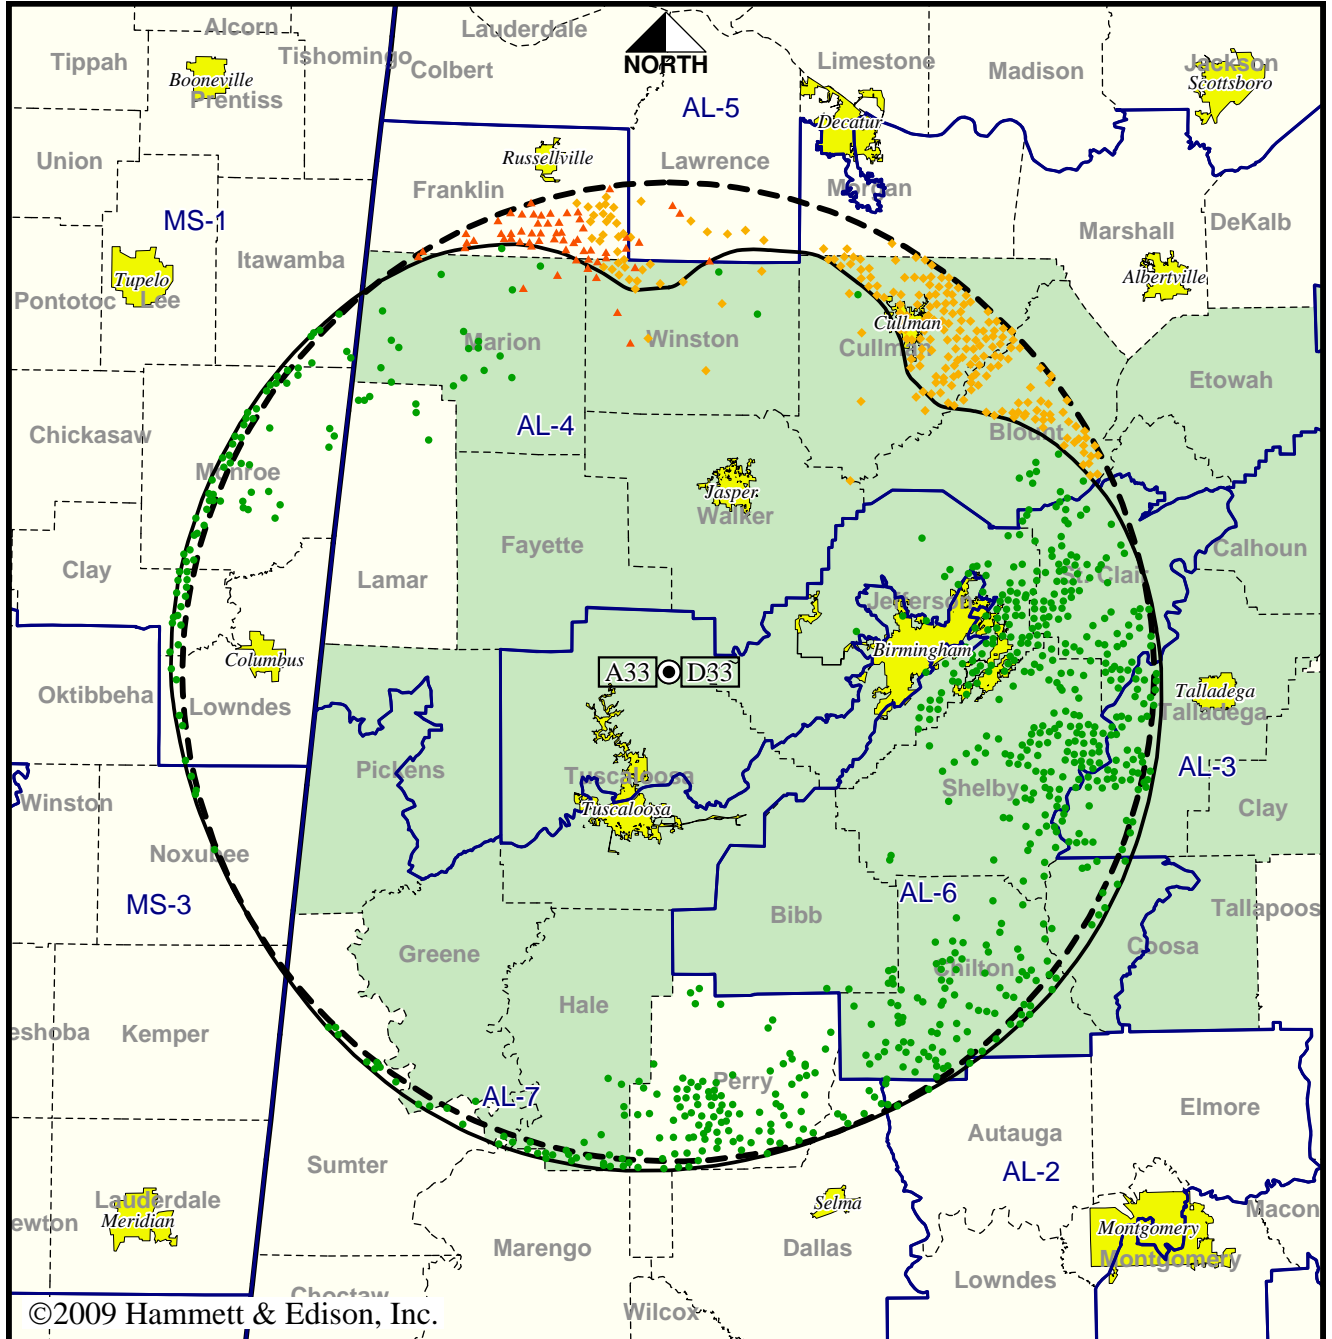 Alcorn
Lauderdale
Tippah
Tishomingo
Colbert
NORTH
Limestone
Madison
Jackson
Scottsboro
Booneville
Prentiss
AL-5
Decatur
Union
Russellville
Lawrence
Franklin
Morgan
MS-1
DeKalb
Marshall
Itawamba
Tupelo
Albertville
Pontotoc
Lee
Cullman
Marion
Winston
Cullman
Etowah
AL-4
Chickasaw
Blount
Monroe
Jasper
Walker
Fayette
Calhoun
Clay
Lamar
St. Clair
Jefferson
Birmingham
Columbus
A33
D33
Oktibbeha
Lowndes
Talladega
Talladega
Pickens
Tuscaloosa
AL-3
Shelby
Winston
Tuscaloosa
Clay
Noxubee
MS-3
AL-6
Bibb
Tallapoos
Greene
Coosa
Chilton
Hale
eshoba
Kemper
Perry
AL-7
Elmore
Autauga
Sumter
AL-2
Lauderdale
Meridian
ewton
Selma
Macon
Montgomery
Marengo
Dallas
Montgomery
Lowndes
Choctaw
Wilcox
©2009 Hammett & Edison, Inc.